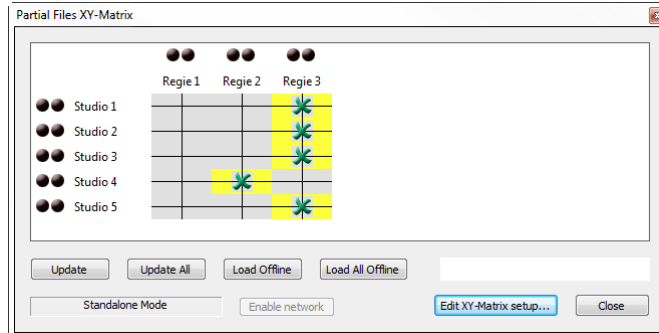 Partial Files XY-Matrix
Regie 1 Regie 2 Regie 3
Studio 1
Studio 2
Studio 3
Studio 4
Studio 5
Update Update All Load Offline Load All Offline
Standalone Mode Enable network Edit XY-Matrix setup... Close